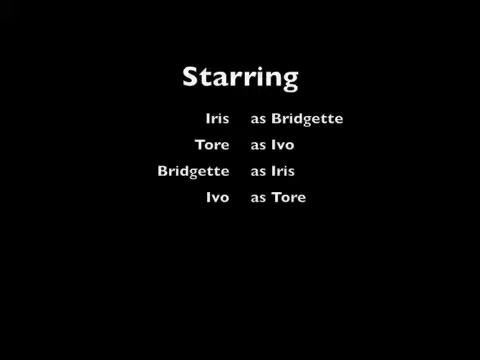 Starring
Iris as Bridgette
Tore as Ivo
Bridgette as Iris
Ivo as Tore